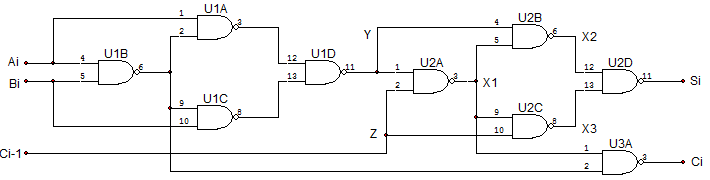 U1A
U2B
1
3
2
4
6
5
Y
X2
Ai
4
U1B
6
5
Bi
12
U1D
11
13
1
U2A
3
2
X1
12
U2D
11
13
Si
U1C
9
8
10
Z
U2C
9
8
10
X3
Ci-1
U3A
1
3
2
Ci